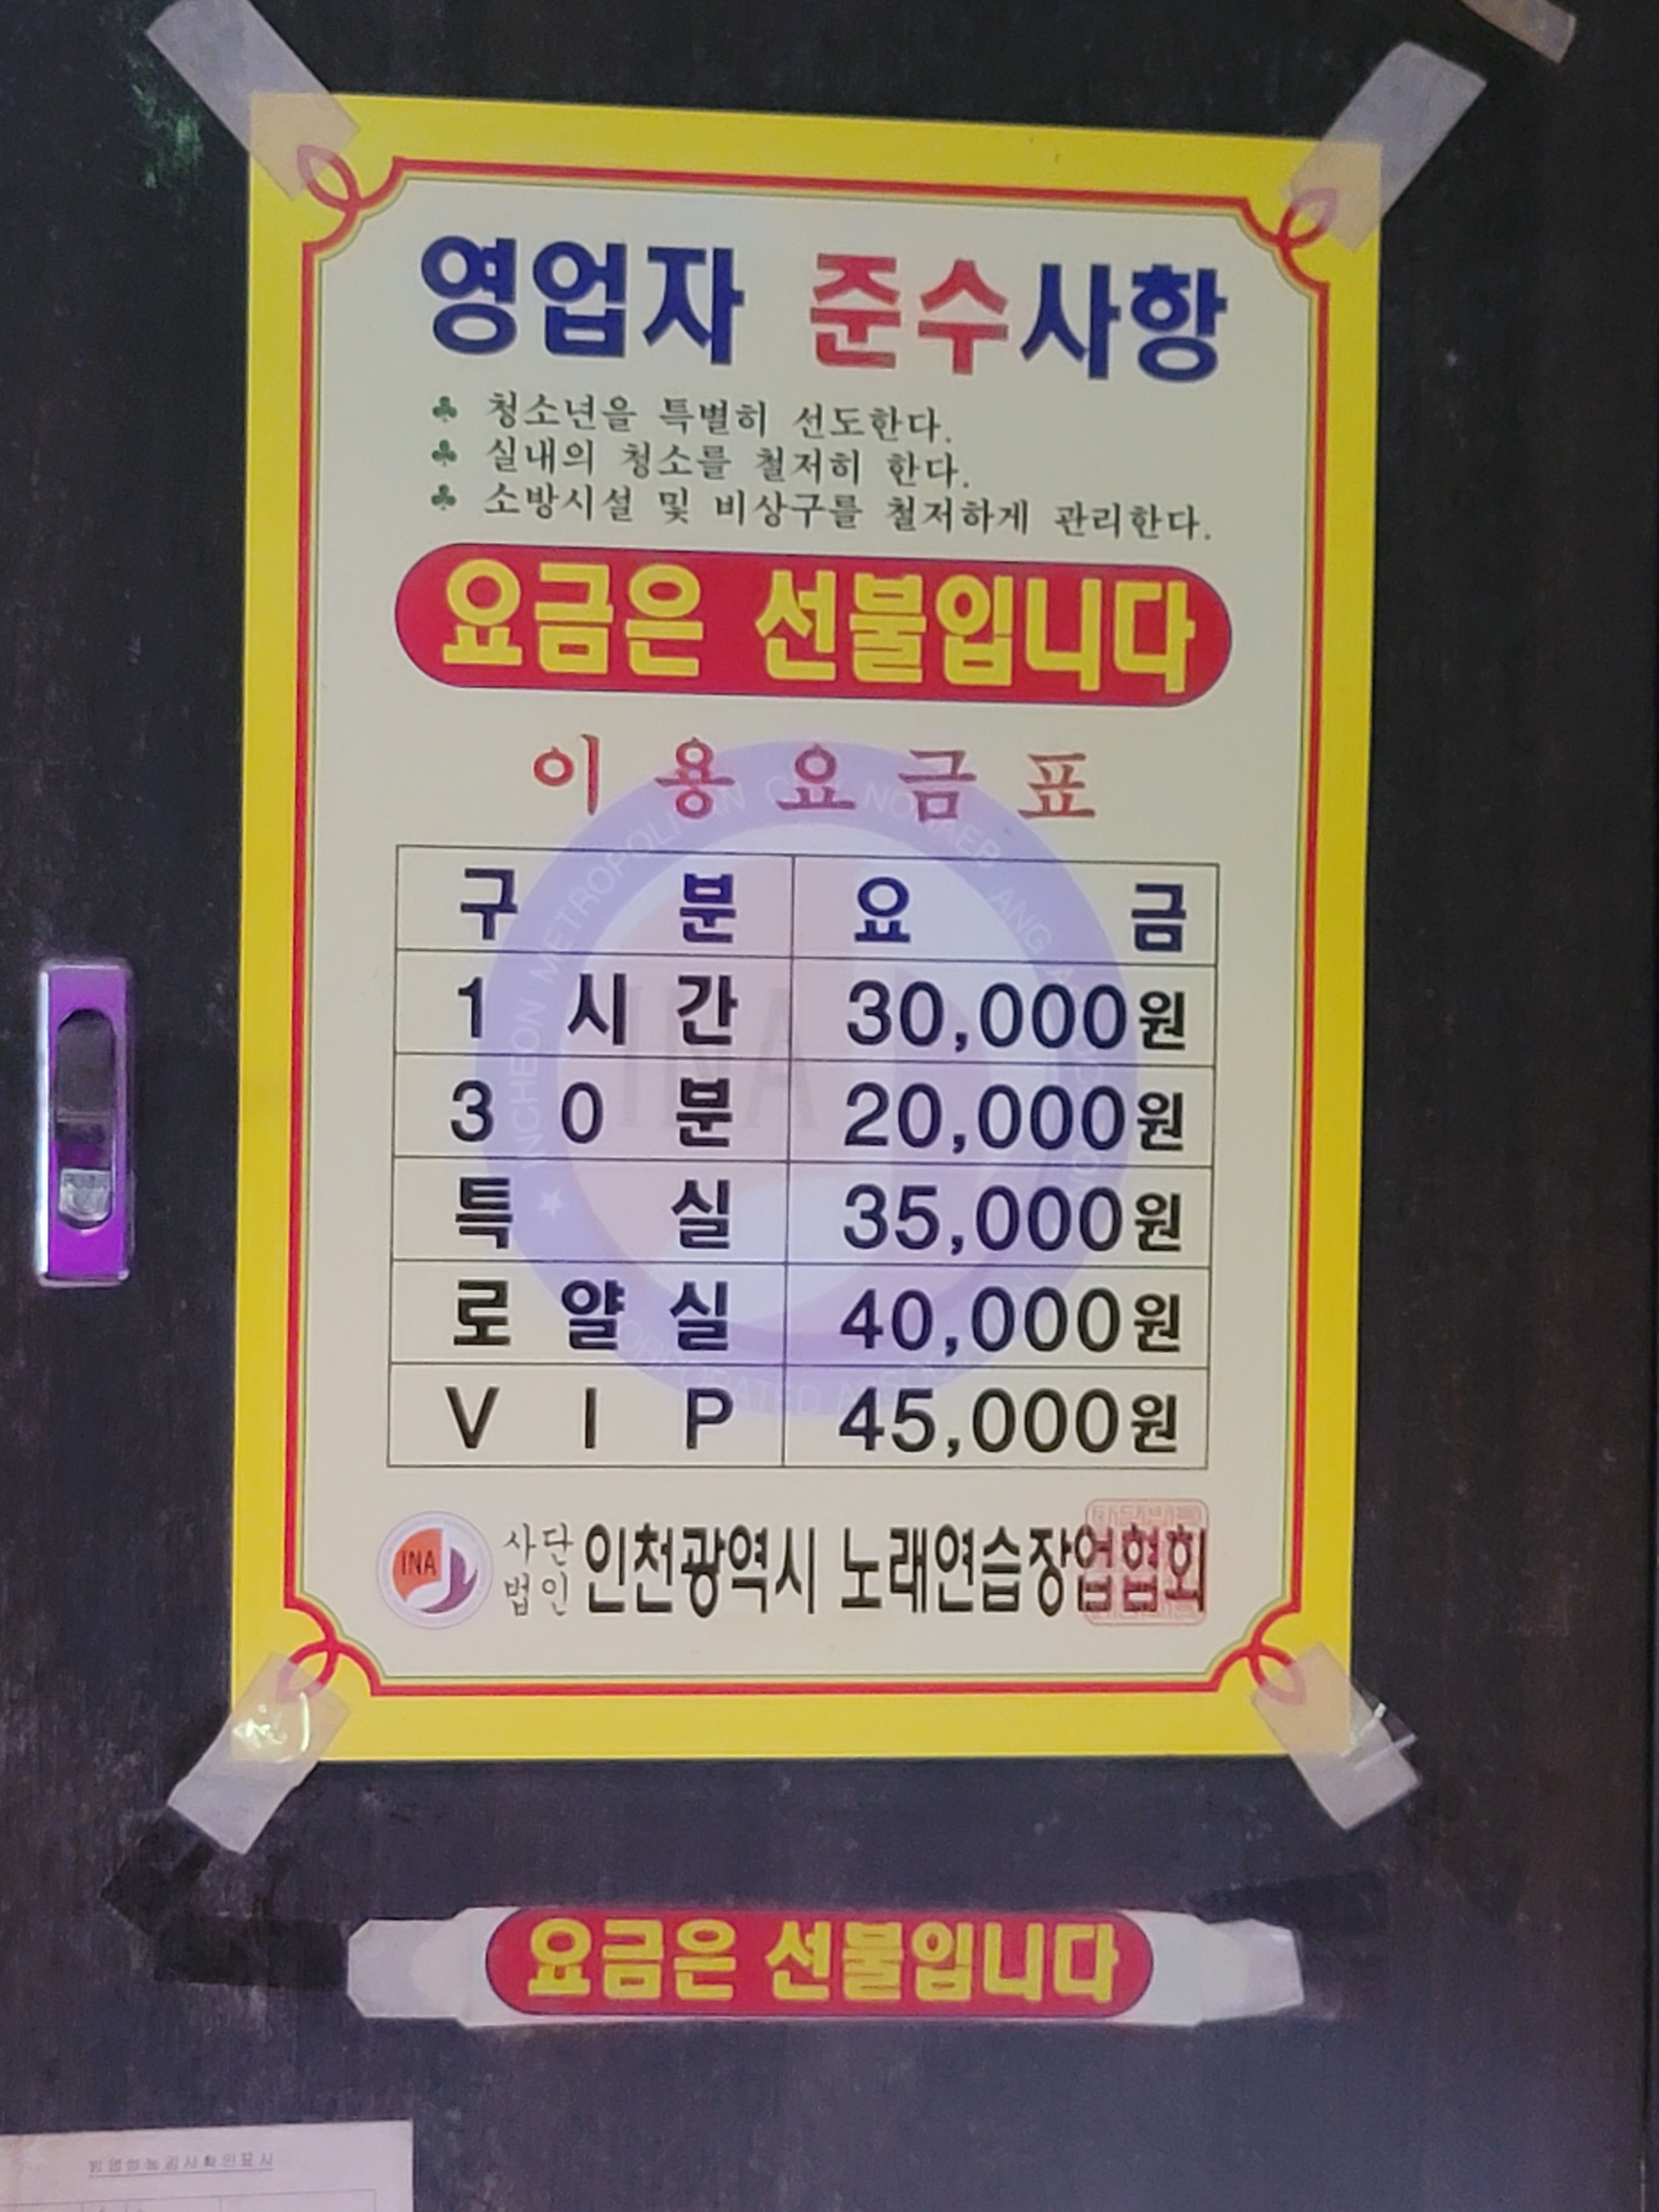 영업자 준수사항
♣ 청소년을 특별히 선도한다.
♣ 실내의 청소를 철저히 한다.
♣ 소방시설 및 비상구를 철저하게 관리한다.
요금은 선불입니다
이용요금표
구 분 요 금
1 시 간 30,000원
3 0 분 20,000원
특 실 35,000원
로 얄 실 40,000원
V I P 45,000원
INA
사단법인 인천광역시 노래연습장업협회
요금은 선불입니다